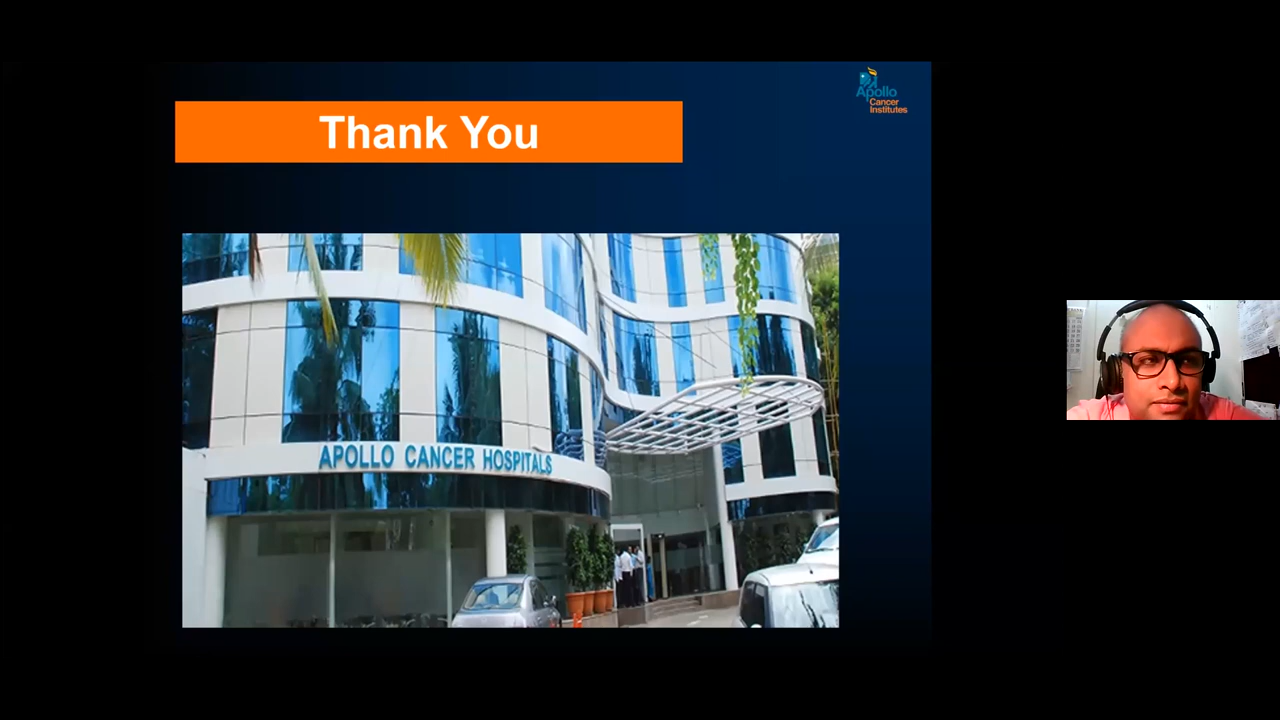 Thank You
Apollo
Cancer
Institutes
APOLLO CANCER HOSPITALS